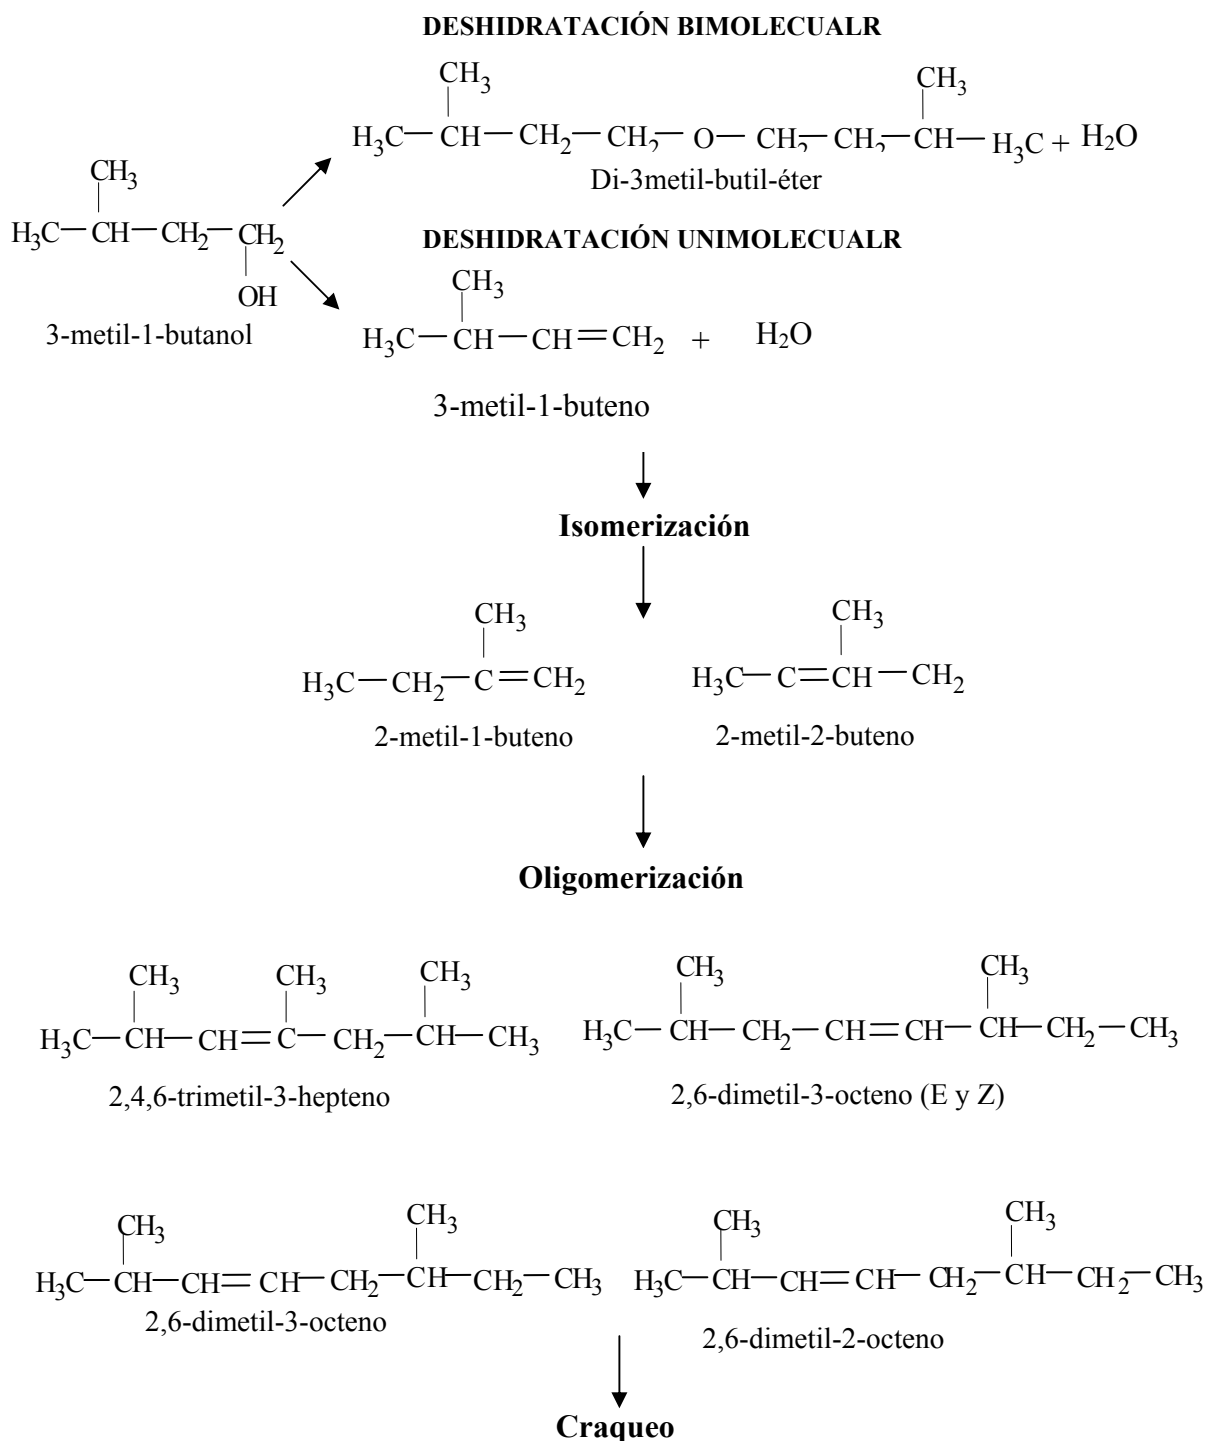 DESHIDRATACIÓN BIMOLECUALR
CH3 CH3
H3C CH CH2 CH2 O CH2 CH2 CH H3C + H2O
Di-3metil-butil-éter
CH3
H3C CH CH2 CH2
OH
3-metil-1-butanol
DESHIDRATACIÓN UNIMOLECUALR
CH3
H3C CH CH CH2 + H2O
3-metil-1-buteno
Isomerización
CH3
H3C CH2 C CH2
2-metil-1-buteno
CH3
H3C C CH CH2
2-metil-2-buteno
Oligomerización
CH3 CH3 CH3
H3C CH CH C CH2 CH CH3
2,4,6-trimetil-3-hepteno
CH3 CH3
H3C CH CH2 CH CH CH CH2 CH3
2,6-dimetil-3-octeno (E y Z)
CH3 CH3
H3C CH CH CH CH2 CH CH2 CH3
2,6-dimetil-3-octeno
CH3 CH3
H3C CH CH CH CH2 CH CH2 CH3
2,6-dimetil-2-octeno
Craqueo